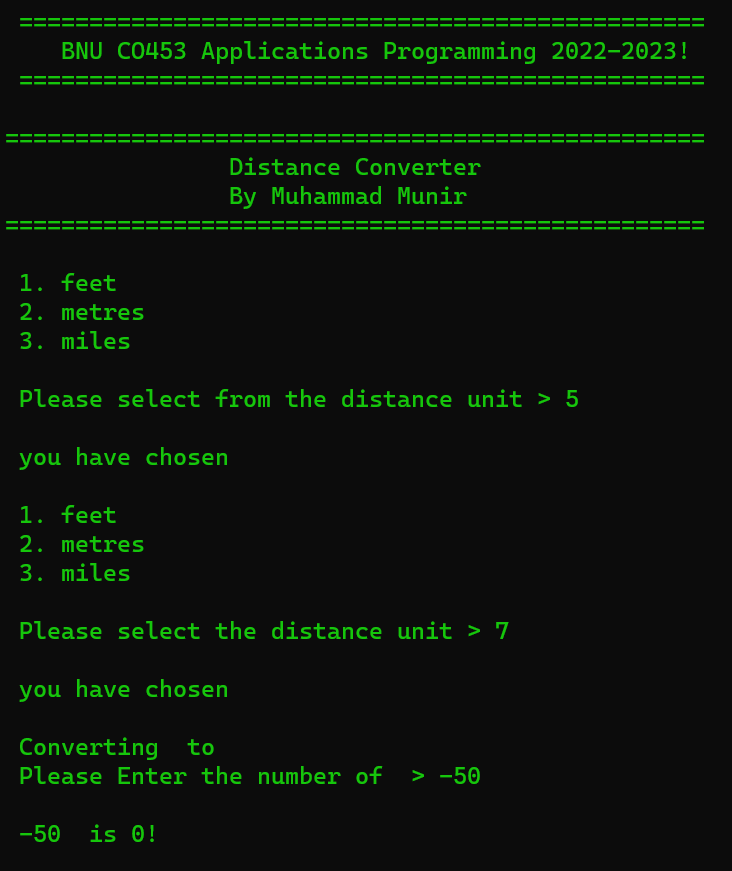 =================================================
BNU CO453 Applications Programming 2022-2023!
=================================================
==================================================
Distance Converter
By Muhammad Munir
==================================================
1. feet
2. metres
3. miles
Please select from the distance unit > 5
you have chosen
1. feet
2. metres
3. miles
Please select the distance unit > 7
you have chosen
Converting  to
Please Enter the number of  > -50
-50  is 0!